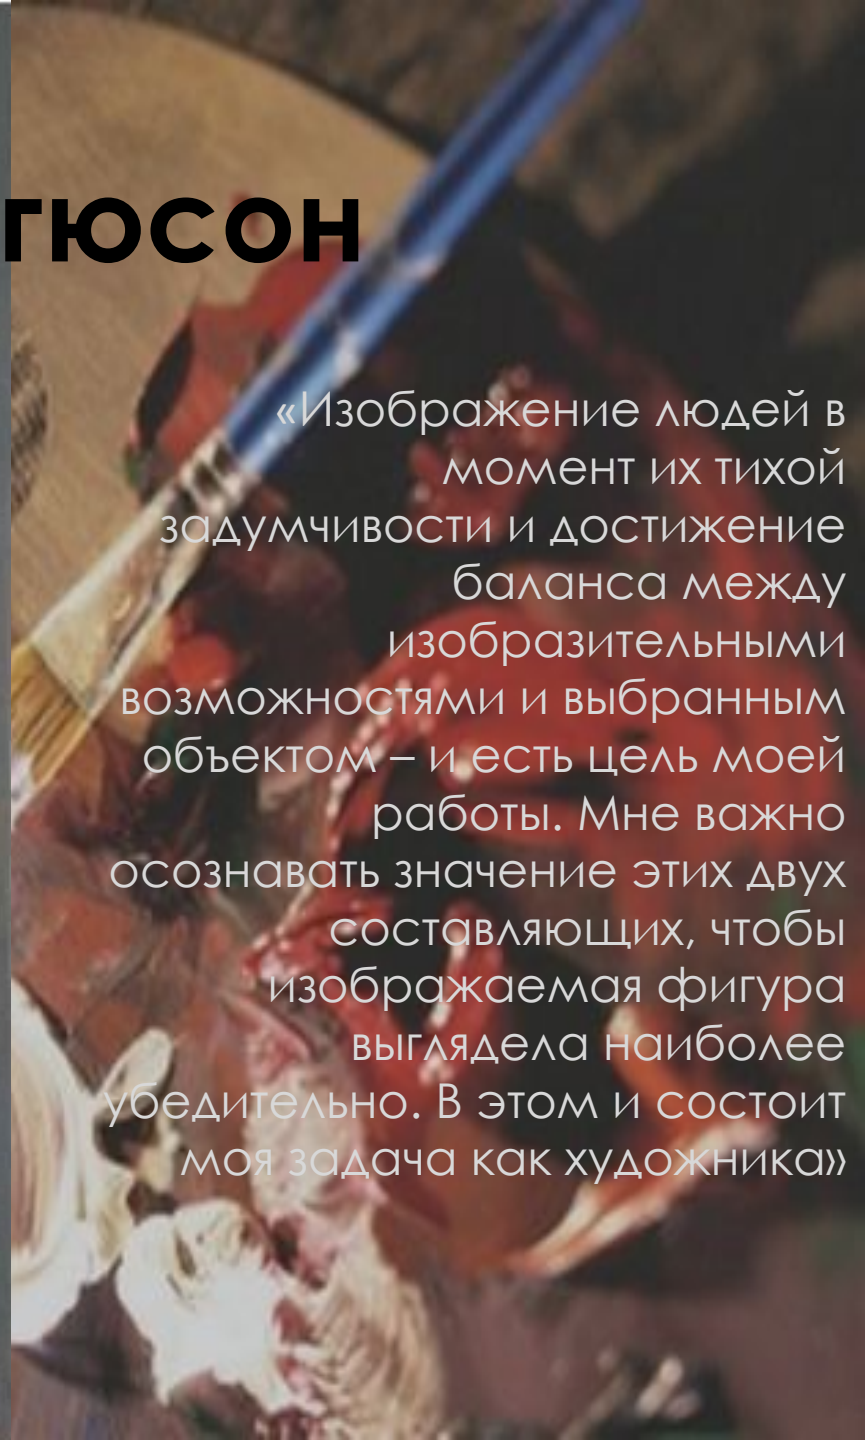 гюсон
«Изображение людей в
момент их тихой
задумчивости и достижение
баланса между
изобразительными
возможностями и выбранным
объектом – и есть цель моей
работы. Мне важно
осознавать значение этих двух
составляющих, чтобы
изображаемая фигура
выглядела наиболее
убедительно. В этом и состоит
моя задача как художника»